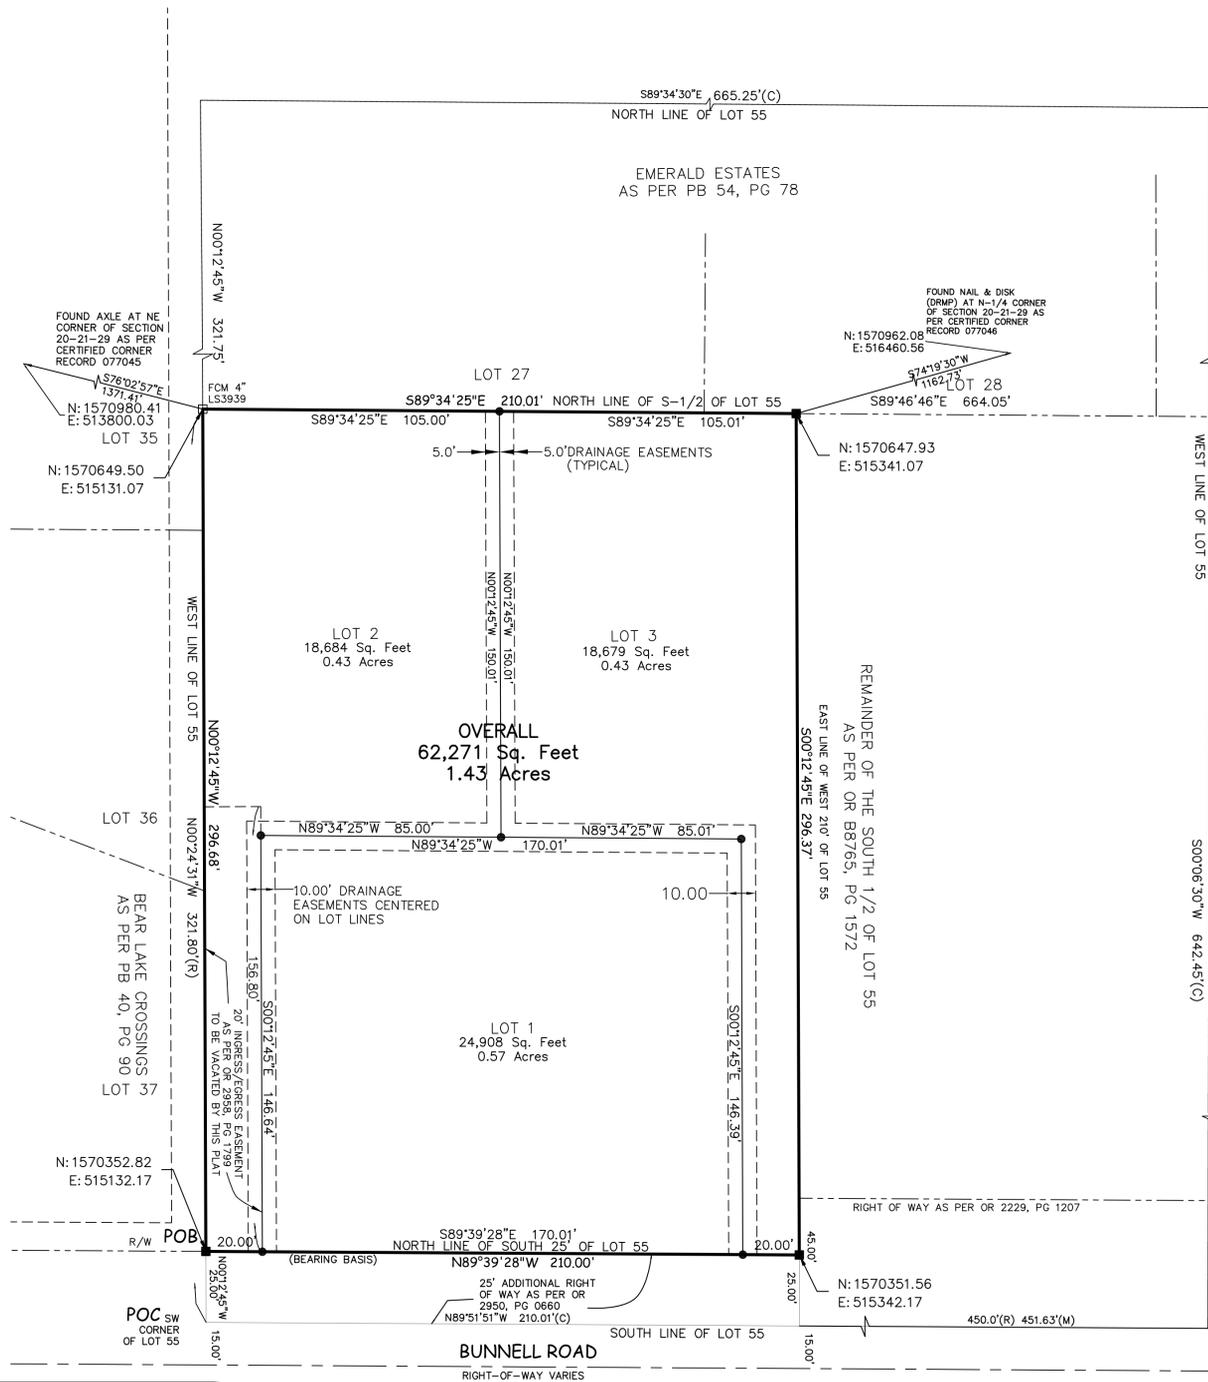 S89°34'30"E 665.25'(C)
NORTH LINE OF LOT 55
EMERALD ESTATES
AS PER PB 54, PG 78
N00°12'45"W 321.75'
FOUND AXLE AT NE
CORNER OF SECTION
20-21-29 AS PER
CERTIFIED CORNER
RECORD 077045
S76°02'57"E
1371.41'
N: 1570980.41
E: 513800.03
LOT 35
FCM 4"
LS3939
N: 1570649.50
E: 515131.07
LOT 27
S89°34'25"E 210.01' NORTH LINE OF S-1/2 OF LOT 55
S89°34'25"E 105.00'
S89°34'25"E 105.01'
FOUND NAIL & DISK
(DRMP) AT N-1/4 CORNER
OF SECTION 20-21-29 AS
PER CERTIFIED CORNER
RECORD 077046
N: 1570962.08
E: 516460.56
S74°19'30"W
1162.73'
LOT 28
S89°46'46"E 664.05'
N: 1570647.93
E: 515341.07
WEST LINE OF LOT 55
5.0'
5.0'DRAINAGE EASEMENTS
(TYPICAL)
N00°12'45"W 150.01'
N00°12'45"W 150.01'
WEST LINE OF LOT 55
LOT 2
18,684 Sq. Feet
0.43 Acres
LOT 3
18,679 Sq. Feet
0.43 Acres
OVERALL
62,271 Sq. Feet
1.43 Acres
N00°12'45"W 296.68'
N00°24'31"W 321.80'(R)
S00°12'45"E 296.37'
EAST LINE OF WEST 210' OF LOT 55
REMAINDER OF THE SOUTH 1/2 OF LOT 55
AS PER OR B8765, PG 1572
S00°06'30"W 642.45'(C)
LOT 36
N89°34'25"W 85.00'
N89°34'25"W 85.01'
N89°34'25"W 170.01'
10.00' DRAINAGE
EASEMENTS CENTERED
ON LOT LINES
10.00
BEAR LAKE CROSSINGS
AS PER PB 40, PG 90
LOT 37
156.80'
S00°12'45"E 146.64'
S00°12'45"E 146.39'
20' INGRESS/EGRESS EASEMENT
AS PER OR 2958, PG 1799
TO BE VACATED BY THIS PLAT
LOT 1
24,908 Sq. Feet
0.57 Acres
N: 1570352.82
E: 515132.17
RIGHT OF WAY AS PER OR 2229, PG 1207
R/W
POB
20.00'
S89°39'28"E 170.01'
NORTH LINE OF SOUTH 25' OF LOT 55
20.00'
45.00'
(BEARING BASIS)
N89°39'28"W 210.00'
N00°12'45"W
25.00'
25.00'
25' ADDITIONAL RIGHT
OF WAY AS PER OR
2950, PG 0660
N: 1570351.56
E: 515342.17
POC SW
CORNER
OF LOT 55
N89°51'51"W 210.01'(C)
SOUTH LINE OF LOT 55
450.0'(R) 451.63'(M)
15.00'
15.00'
BUNNELL ROAD
RIGHT-OF-WAY VARIES